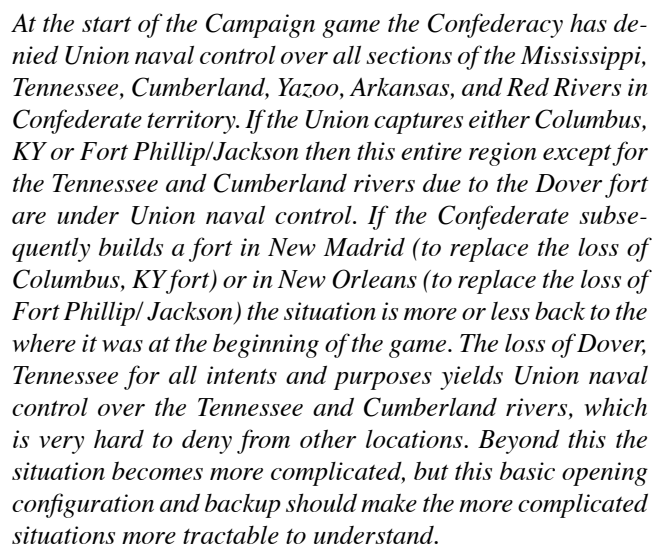 At the start of the Campaign game the Confederacy has de-
nied Union naval control over all sections of the Mississippi,
Tennessee, Cumberland, Yazoo, Arkansas, and Red Rivers in
Confederate territory. If the Union captures either Columbus,
KY or Fort Phillip/Jackson then this entire region except for
the Tennessee and Cumberland rivers due to the Dover fort
are under Union naval control. If the Confederate subse-
quently builds a fort in New Madrid (to replace the loss of
Columbus, KY fort) or in New Orleans (to replace the loss of
Fort Phillip/ Jackson) the situation is more or less back to the
where it was at the beginning of the game. The loss of Dover,
Tennessee for all intents and purposes yields Union naval
control over the Tennessee and Cumberland rivers, which
is very hard to deny from other locations. Beyond this the
situation becomes more complicated, but this basic opening
configuration and backup should make the more complicated
situations more tractable to understand.